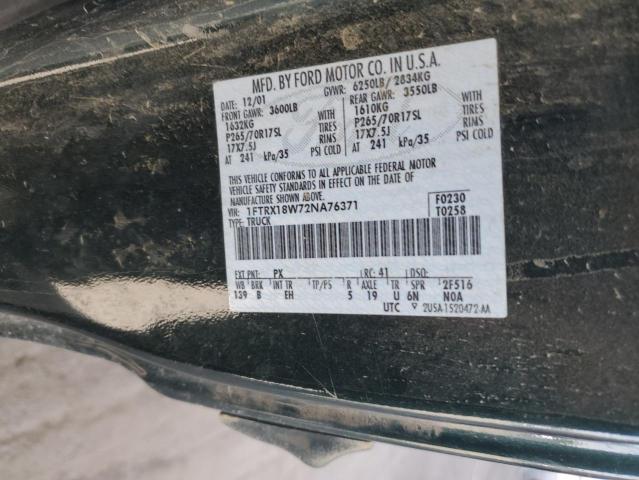 MFD. BY FORD MOTOR CO. IN U.S.A.
DATE: 12/01 GVWR: 6250LB / 2834KG
FRONT GAWR: 3600LB REAR GAWR: 3550LB
1632KG WITH 1610KG WITH
P265/70R17SL TIRES P265/70R17SL TIRES
17X7.5J RIMS 17X7.5J RIMS
AT 241 kPa/35 PSI COLD AT 241 kPa/35 PSI COLD
THIS VEHICLE CONFORMS TO ALL APPLICABLE FEDERAL MOTOR
VEHICLE SAFETY STANDARDS IN EFFECT ON THE DATE OF
MANUFACTURE SHOWN ABOVE.
VIN: 1FTRX18W72NA76371 F0230
TYPE: TRUCK T0258
EXT PNT: PX RC: 41 DSO:
WB BRK INT TR TP/PS R AXLE TR SPR 2F516
139 B EH 5 19 U 6N NOA
UTC 2USA-1520472-AA